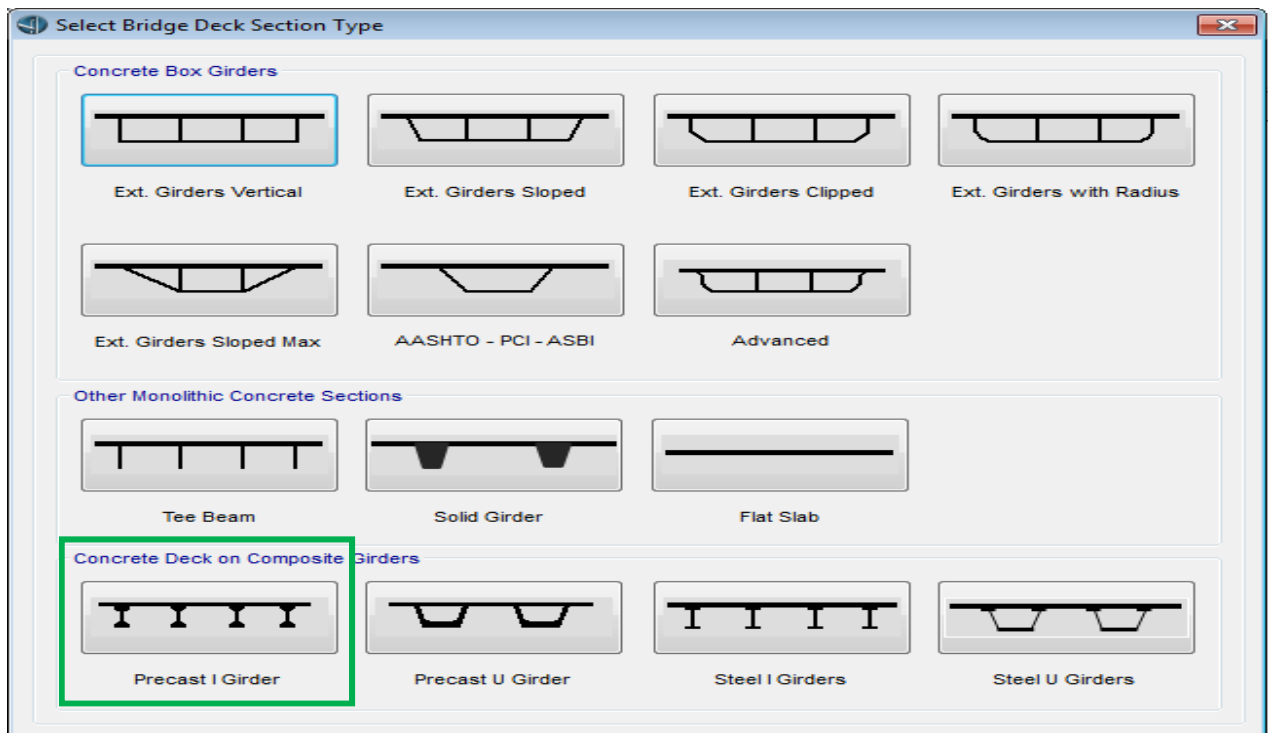 Select Bridge Deck Section Type
Concrete Box Girders
Ext. Girders Vertical
Ext. Girders Sloped
Ext. Girders Clipped
Ext. Girders with Radius
Ext. Girders Sloped Max
AASHTO - PCI - ASBI
Advanced
Other Monolithic Concrete Sections
Tee Beam
Solid Girder
Flat Slab
Concrete Deck on Composite Girders
Precast I Girder
Precast U Girder
Steel I Girders
Steel U Girders